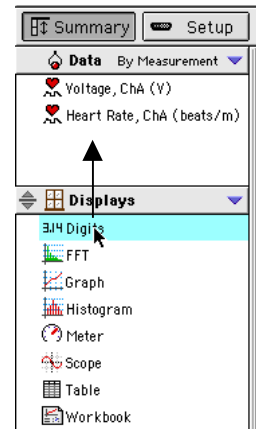 Summary Setup
Data By Measurement
Voltage, ChA (V)
Heart Rate, ChA (beats/m)
Displays
3.14 Digits
FFT
Graph
Histogram
Meter
Scope
Table
Workbook